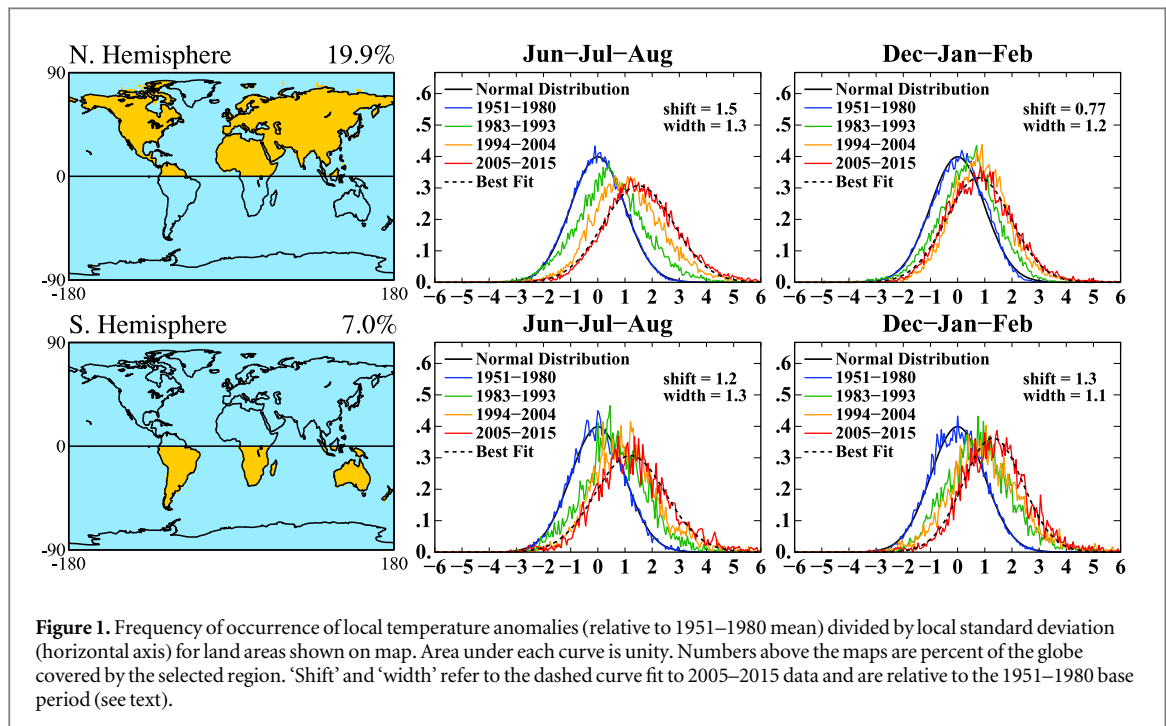 N. Hemisphere 19.9%
90
0
-90
-180 180
Jun−Jul−Aug
.6
.5
.4
.3
.2
.1
0.
Normal Distribution
1951−1980
1983−1993
1994−2004
2005−2015
Best Fit
shift = 1.5
width = 1.3
−6 −5 −4 −3 −2 −1 0 1 2 3 4 5 6
Dec−Jan−Feb
.6
.5
.4
.3
.2
.1
0.
Normal Distribution
1951−1980
1983−1993
1994−2004
2005−2015
Best Fit
shift = 0.77
width = 1.2
−6 −5 −4 −3 −2 −1 0 1 2 3 4 5 6
S. Hemisphere 7.0%
90
0
-90
-180 180
Jun−Jul−Aug
.6
.5
.4
.3
.2
.1
0.
Normal Distribution
1951−1980
1983−1993
1994−2004
2005−2015
Best Fit
shift = 1.2
width = 1.3
−6 −5 −4 −3 −2 −1 0 1 2 3 4 5 6
Dec−Jan−Feb
.6
.5
.4
.3
.2
.1
0.
Normal Distribution
1951−1980
1983−1993
1994−2004
2005−2015
Best Fit
shift = 1.3
width = 1.1
−6 −5 −4 −3 −2 −1 0 1 2 3 4 5 6
Figure 1. Frequency of occurrence of local temperature anomalies (relative to 1951–1980 mean) divided by local standard deviation
(horizontal axis) for land areas shown on map. Area under each curve is unity. Numbers above the maps are percent of the globe
covered by the selected region. ‘Shift’ and ‘width’ refer to the dashed curve fit to 2005–2015 data and are relative to the 1951–1980 base
period (see text).